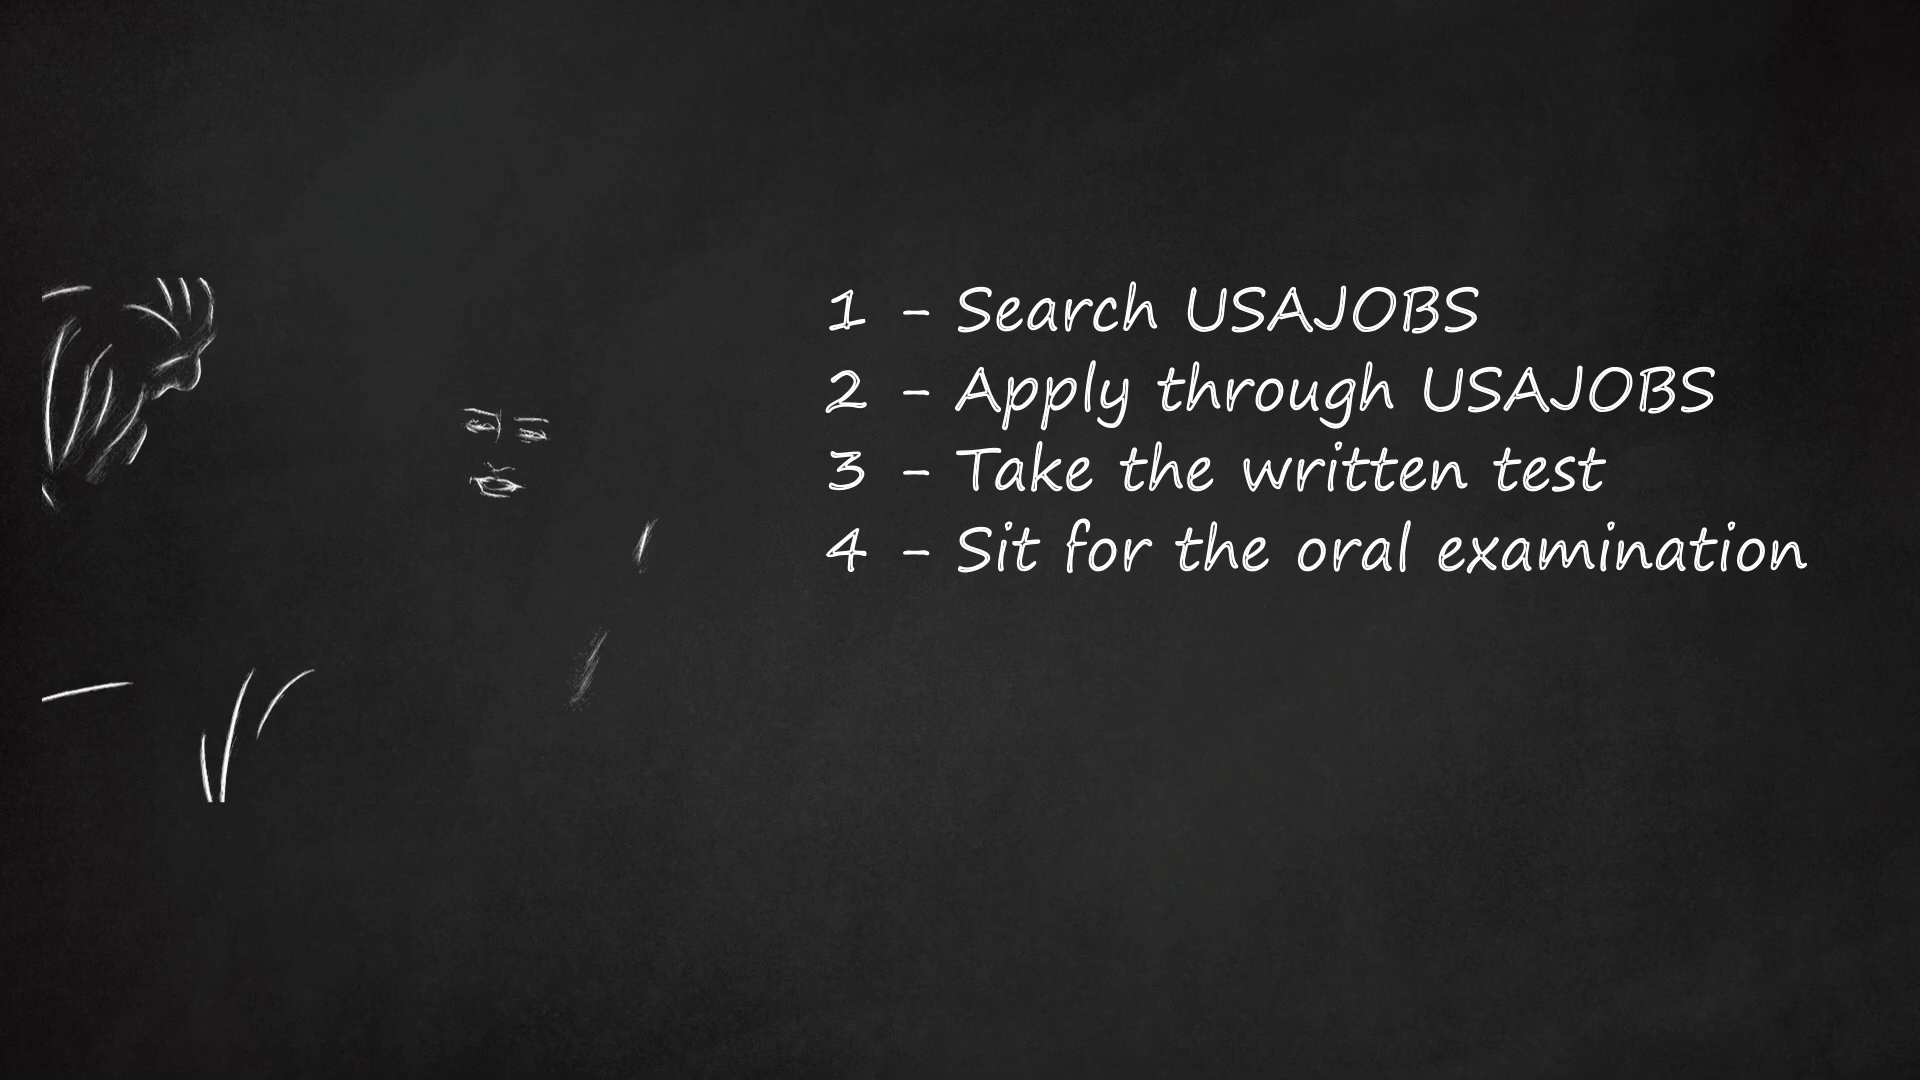 1 - Search USAJOBS
2 - Apply through USAJOBS
3 - Take the written test
4 - Sit for the oral examination